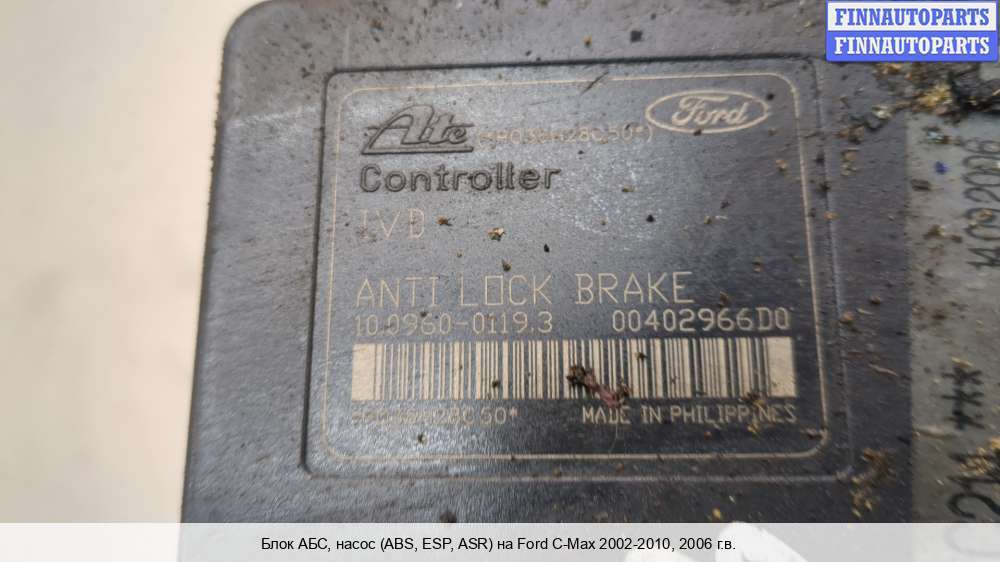 FINNAUTOPARTS
FINNAUTOPARTS
Ate
Ford
Controller
IVD
ANTI LOCK BRAKE
10.0960-0119.3 00402966D0
MADE IN PHILIPPINES
***
Блок АБС, насос (ABS, ESP, ASR) на Ford C-Max 2002-2010, 2006 г.в.